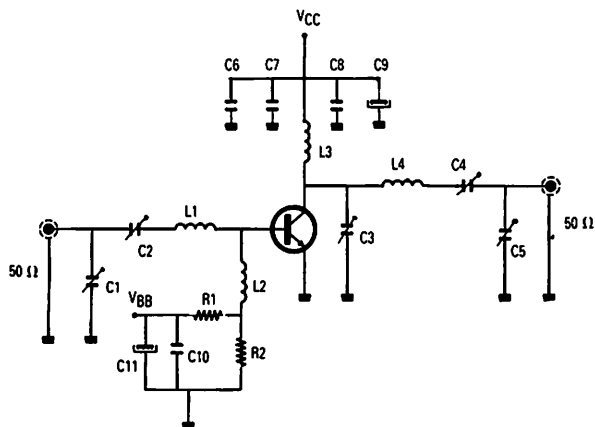 VCC
C6 C7 C8 C9
L3
L4 C4
L1
C2
C3
50 Ω
50 Ω
C5
C1
L2
VBB
R1
C11
C10
R2